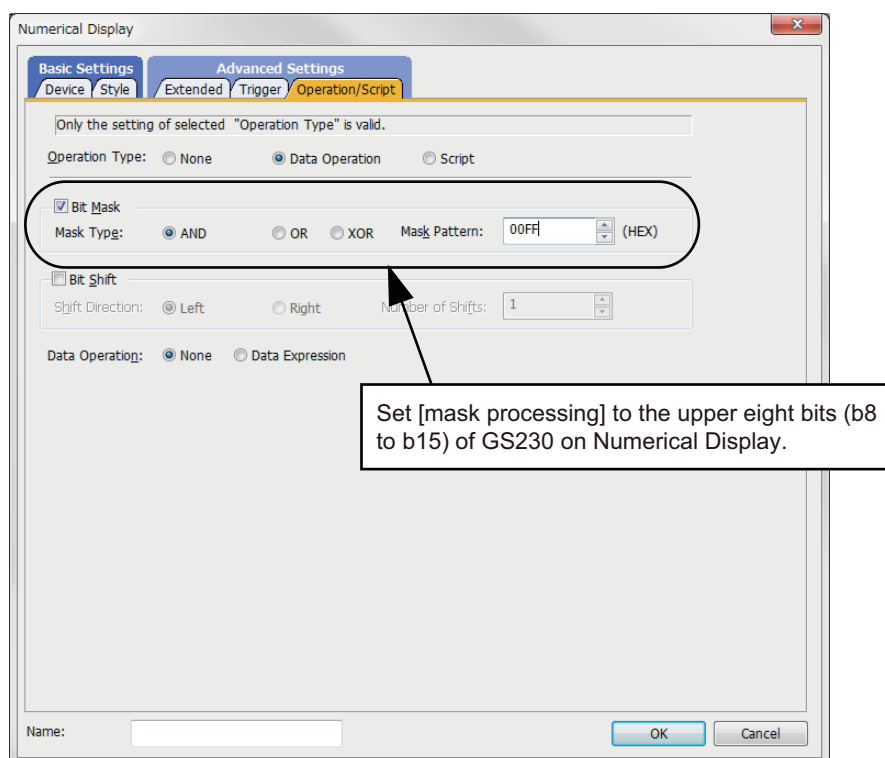 Numerical Display
x
Basic Settings Advanced Settings
Device Style Extended Trigger Operation/Script
Only the setting of selected "Operation Type" is valid.
Operation Type: None Data Operation Script
Bit Mask
Mask Type: AND OR XOR Mask Pattern: 00FF (HEX)
Bit Shift
Shift Direction: Left Right Number of Shifts: 1
Data Operation: None Data Expression
Set [mask processing] to the upper eight bits (b8
to b15) of GS230 on Numerical Display.
Name: OK Cancel